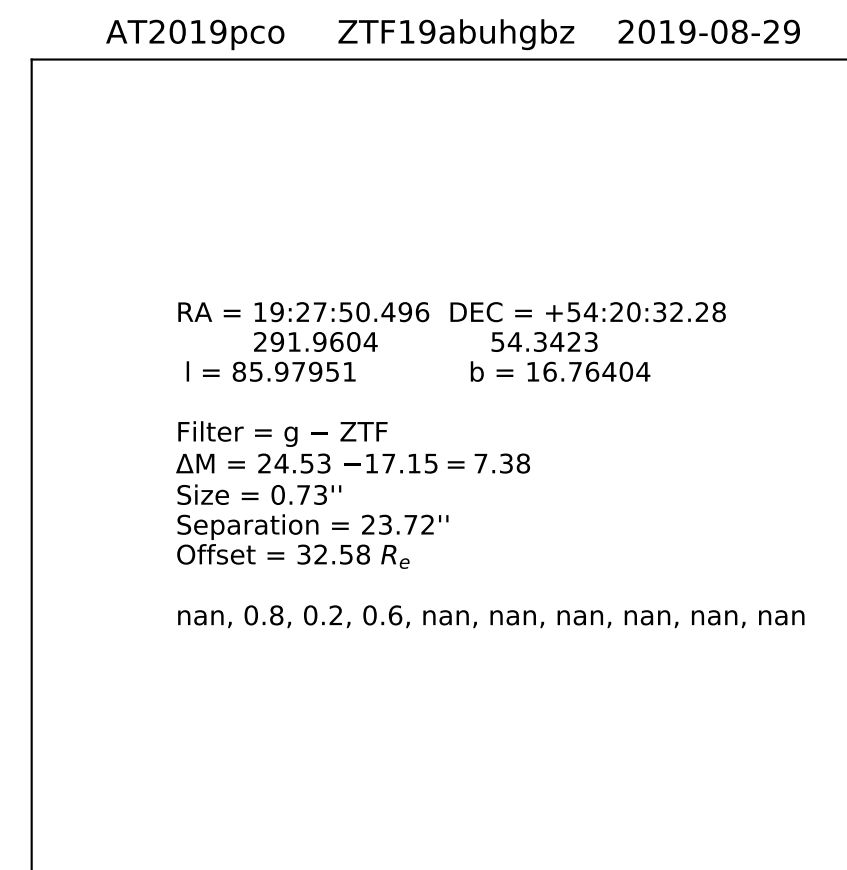 AT2019pco ZTF19abuhgbz 2019-08-29
RA = 19:27:50.496 DEC = +54:20:32.28
291.9604 54.3423
l = 85.97951 b = 16.76404
Filter = g − ZTF
ΔM = 24.53 −17.15 = 7.38
Size = 0.73''
Separation = 23.72''
Offset = 32.58 Rₑ
nan, 0.8, 0.2, 0.6, nan, nan, nan, nan, nan, nan